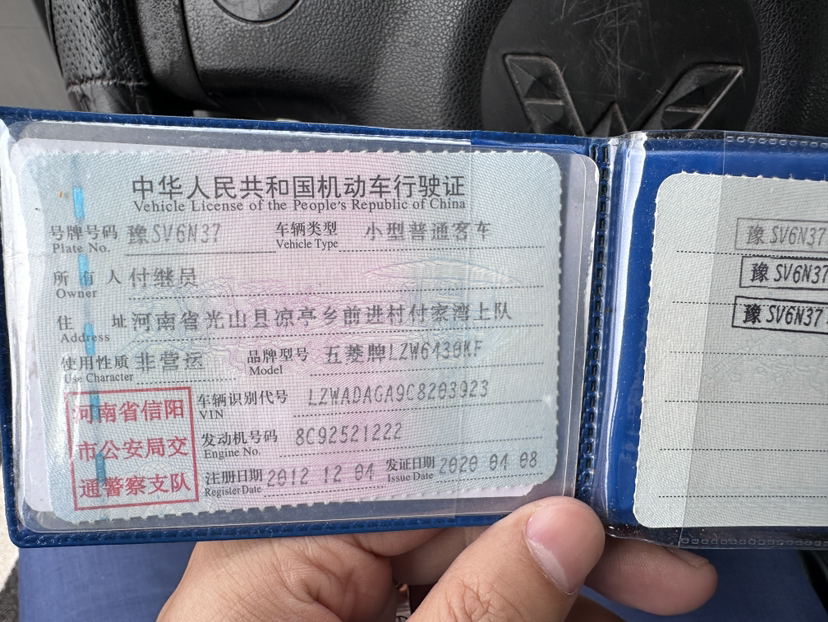 中华人民共和国机动车行驶证
Vehicle License of the People's Republic of China
号牌号码 豫SV6N37 车辆类型 小型普通客车
Plate No. Vehicle Type
所有人 付继员
Owner
住址 河南省光山县凉亭乡前进村付家湾上队
Address
使用性质 非营运 品牌型号 五菱牌LZW6430KF
Use Character Model
河南省信阳
市公安局交
通警察支队
车辆识别代号 LZWADAGA9C8203923
VIN
发动机号码 8C92521222
Engine No.
注册日期 2012 12 04 发证日期 2020 04 08
Register Date Issue Date
豫SV6N37
豫SV6N37
豫SV6N37